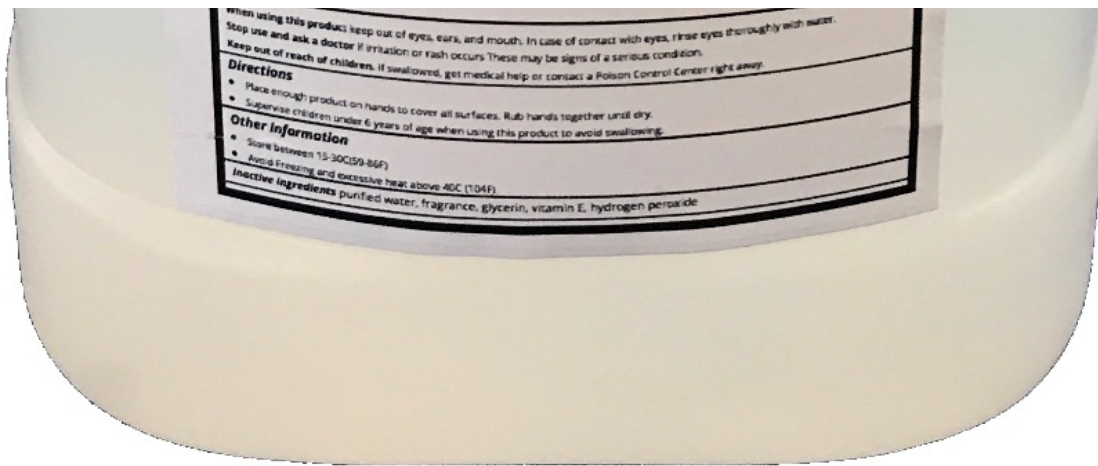 When using this product keep out of eyes, ears, and mouth. In case of contact with eyes, rinse eyes thoroughly with water.
Stop use and ask a doctor if irritation or rash occurs These may be signs of a serious condition.
Keep out of reach of children. If swallowed, get medical help or contact a Poison Control Center right away.
Directions
• Place enough product on hands to cover all surfaces. Rub hands together until dry.
• Supervise children under 6 years of age when using this product to avoid swallowing.
Other information
• Store between 15-30C(59-86F)
• Avoid Freezing and excessive heat above 40C (104F)
Inactive ingredients purified water, fragrance, glycerin, vitamin E, hydrogen peroxide